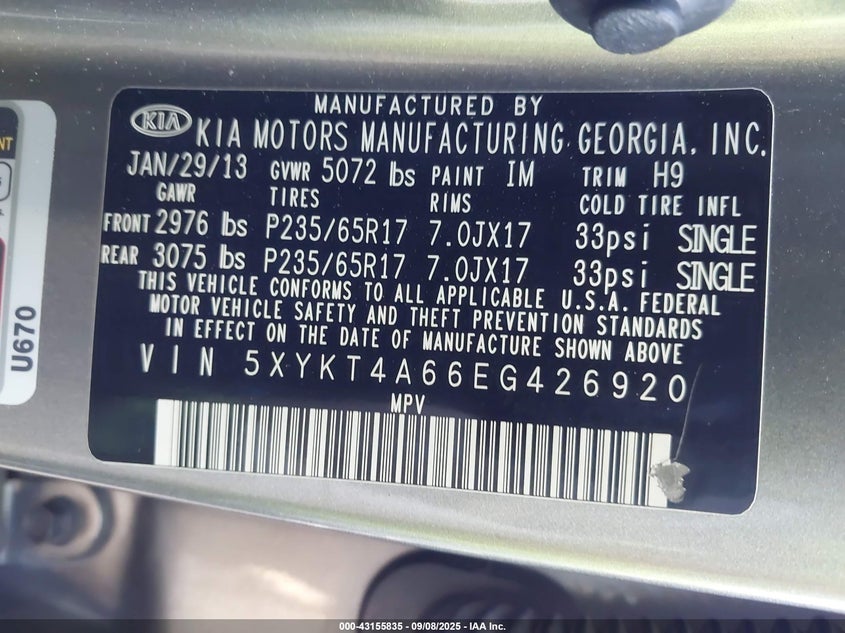 MANUFACTURED BY
KIA KIA MOTORS MANUFACTURING GEORGIA, INC.
JAN/29/13 GVWR 5072 lbs PAINT IM TRIM H9
GAWR TIRES RIMS COLD TIRE INFL
FRONT 2976 lbs P235/65R17 7.0JX17 33psi SINGLE
REAR 3075 lbs P235/65R17 7.0JX17 33psi SINGLE
THIS VEHICLE CONFORMS TO ALL APPLICABLE U.S.A. FEDERAL
MOTOR VEHICLE SAFETY AND THEFT PREVENTION STANDARDS
IN EFFECT ON THE DATE OF MANUFACTURE SHOWN ABOVE
VIN 5XYKT4A66EG426920
MPV
U670
000-43155835 - 09/08/2025 - IAA Inc.